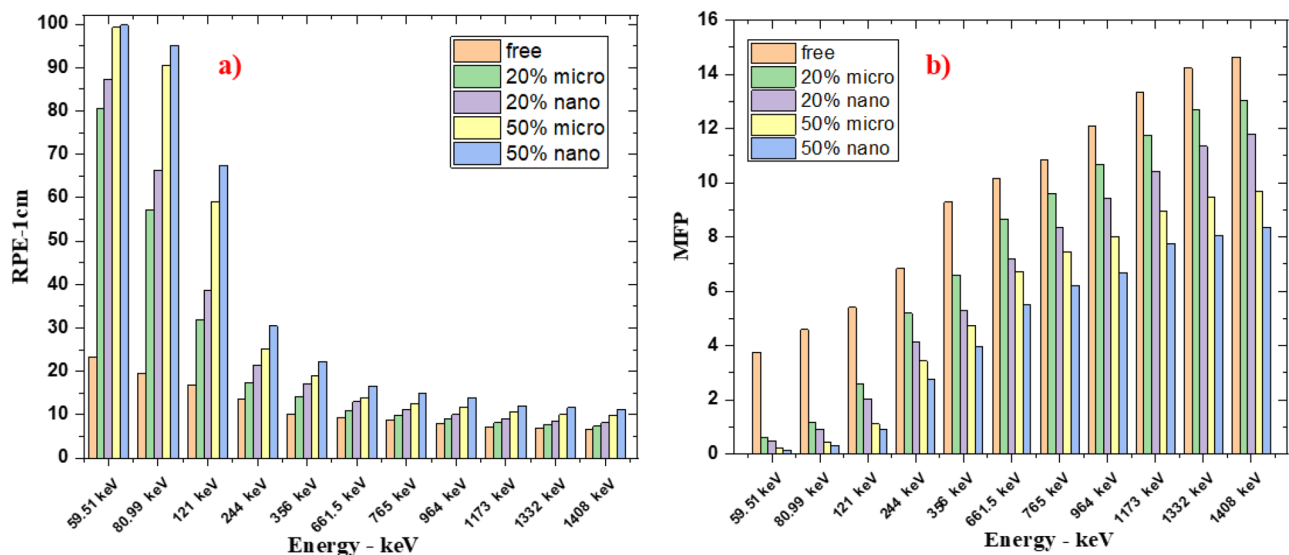 a)
free
20% micro
20% nano
50% micro
50% nano
RPE-1cm
100
90
80
70
60
50
40
30
20
10
0
59.51 keV
80.99 keV
121 keV
244 keV
356 keV
661.5 keV
765 keV
964 keV
1173 keV
1332 keV
1408 keV
Energy - keV
b)
free
20% micro
20% nano
50% micro
50% nano
MFP
16
14
12
10
8
6
4
2
0
59.51 keV
80.99 keV
121 keV
244 keV
356 keV
661.5 keV
765 keV
964 keV
1173 keV
1332 keV
1408 keV
Energy - keV